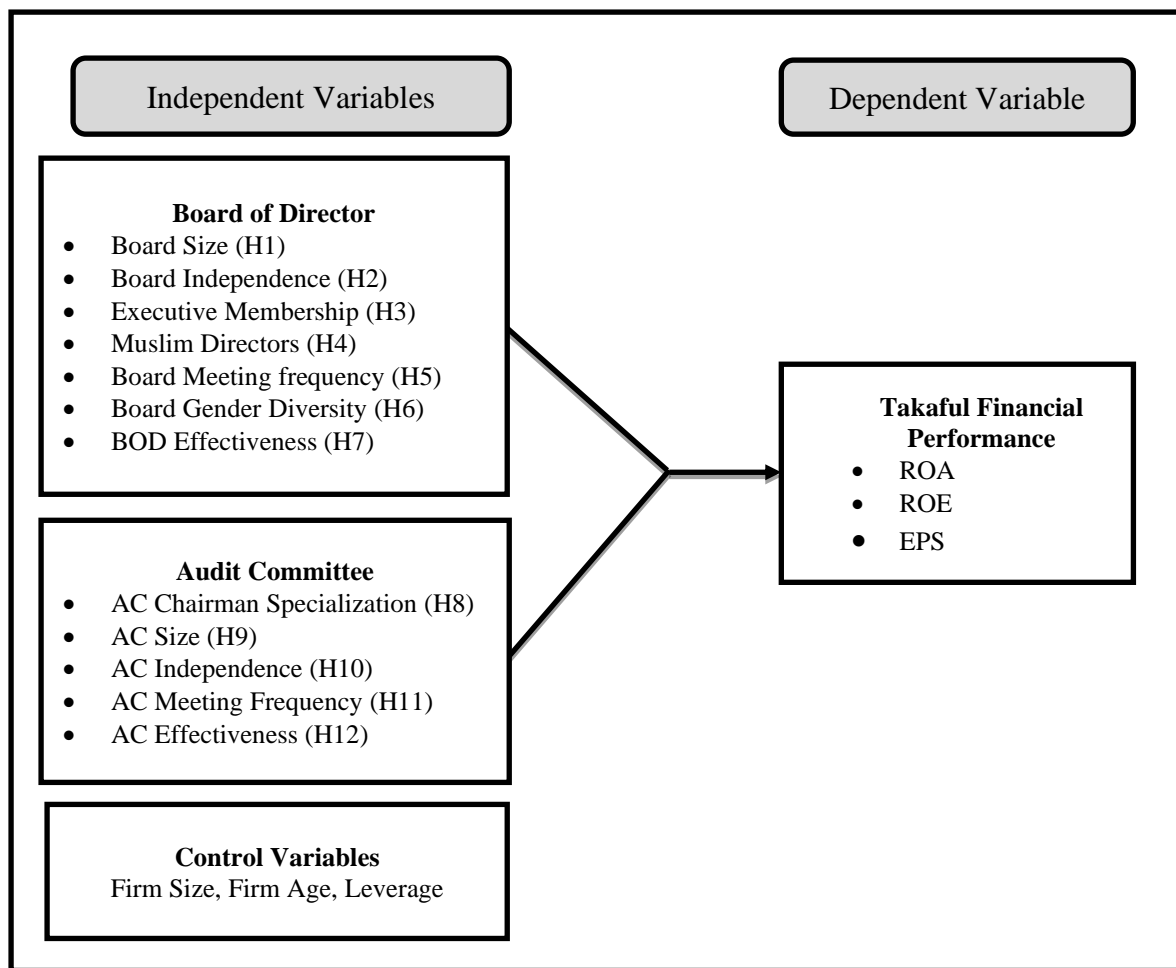 Independent Variables
Dependent Variable
Board of Director
• Board Size (H1)
• Board Independence (H2)
• Executive Membership (H3)
• Muslim Directors (H4)
• Board Meeting frequency (H5)
• Board Gender Diversity (H6)
• BOD Effectiveness (H7)
Audit Committee
• AC Chairman Specialization (H8)
• AC Size (H9)
• AC Independence (H10)
• AC Meeting Frequency (H11)
• AC Effectiveness (H12)
Control Variables
Firm Size, Firm Age, Leverage
Takaful Financial
Performance
• ROA
• ROE
• EPS